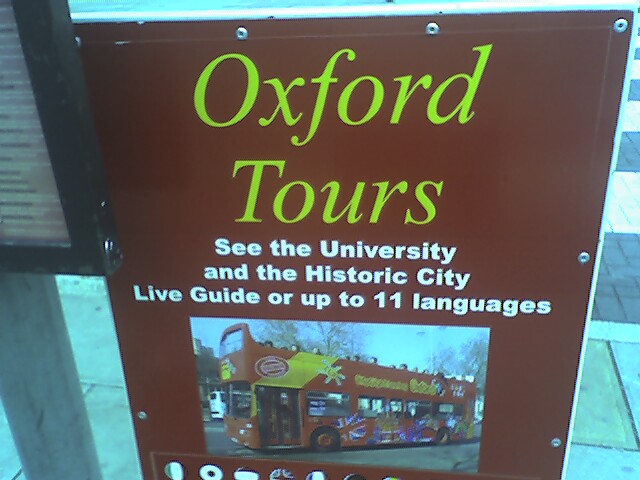 Oxford
Tours
See the University
and the Historic City
Live Guide or up to 11 languages